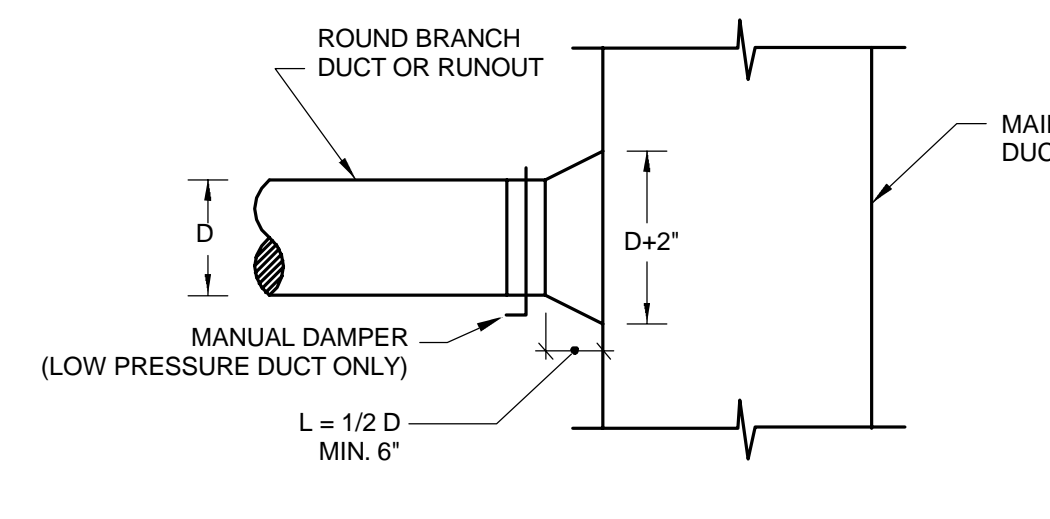 ROUND BRANCH
DUCT OR RUNOUT
D
D+2"
MANUAL DAMPER
(LOW PRESSURE DUCT ONLY)
L = 1/2 D
MIN. 6"